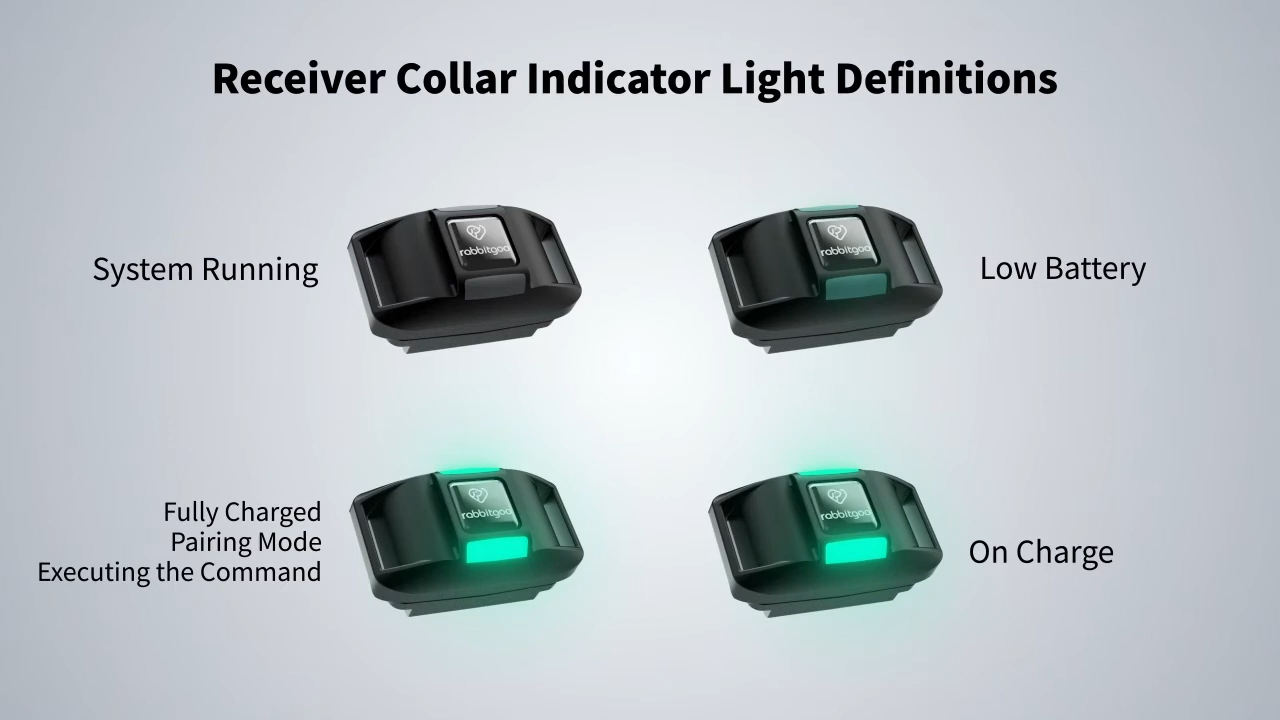 Receiver Collar Indicator Light Definitions
System Running
rabbitgoo
rabbitgoo
Low Battery
Fully Charged
Pairing Mode
Executing the Command
rabbitgoo
rabbitgoo
On Charge